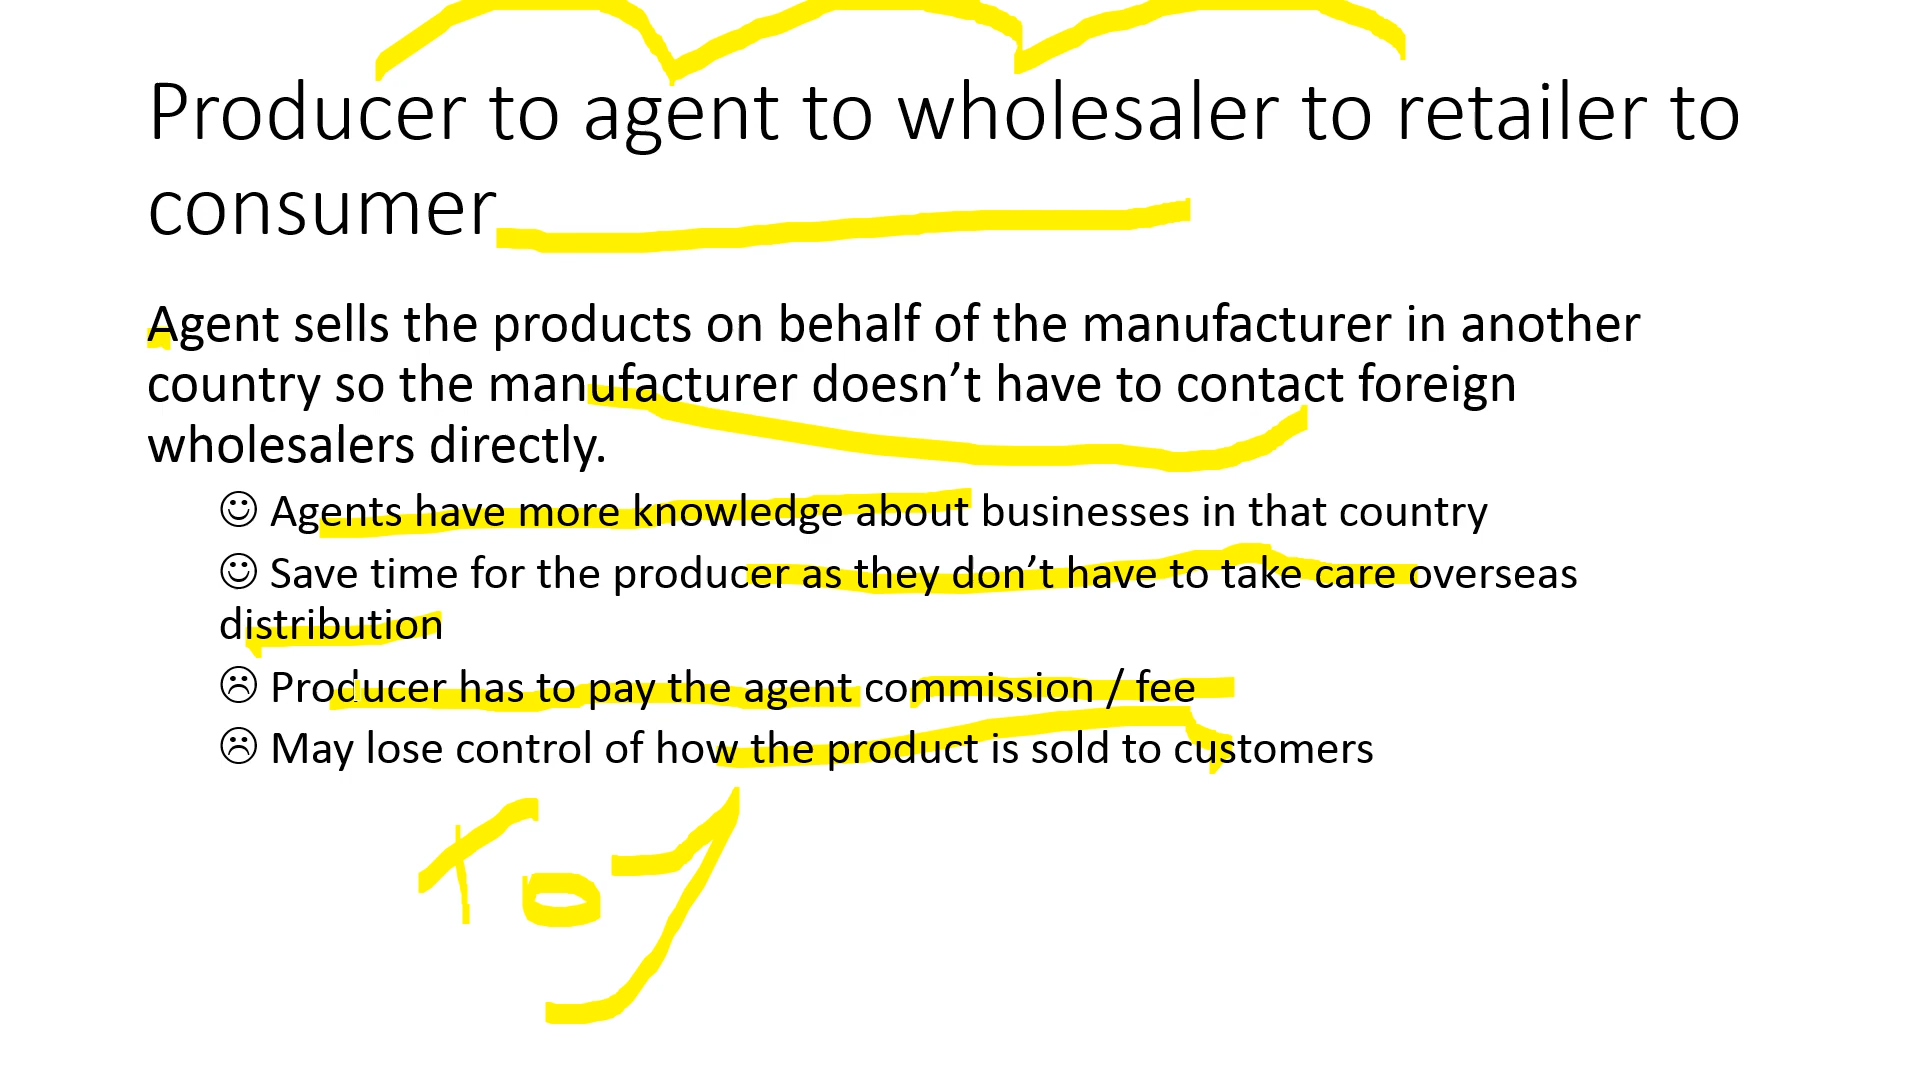 Producer to agent to wholesaler to retailer to
consumer
Agent sells the products on behalf of the manufacturer in another
country so the manufacturer doesn’t have to contact foreign
wholesalers directly.
☺ Agents have more knowledge about businesses in that country
☺ Save time for the producer as they don’t have to take care overseas
distribution
☹ Producer has to pay the agent commission / fee
☹ May lose control of how the product is sold to customers
Toy